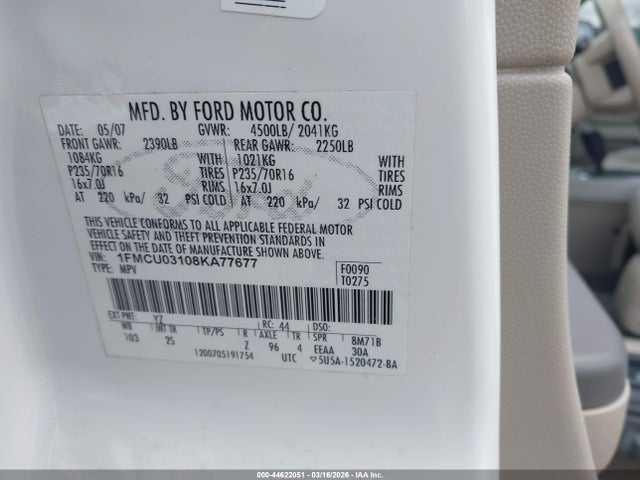 MFD. BY FORD MOTOR CO.
DATE: 05/07 GVWR: 4500LB/ 2041KG
FRONT GAWR: 2390LB REAR GAWR: 2250LB
1084KG WITH 1021KG WITH
P235/70R16 TIRES P235/70R16 TIRES
16x7.0J RIMS 16x7.0J RIMS
AT 220 kPa/ 32 PSI COLD AT 220 kPa/ 32 PSI COLD
THIS VEHICLE CONFORMS TO ALL APPLICABLE FEDERAL MOTOR
VEHICLE SAFETY AND THEFT PREVENTION STANDARDS IN
EFFECT ON THE DATE OF MANUFACTURE SHOWN ABOVE.
VIN: 1FMCU03108KA77677
TYPE: MPV
F0090
T0275
EXT PNT: YZ RC: 44 DSO:
WB INT TR TP/PS R AXLE TR SPR 8M71B
103 25 Z 96 4 EEAA 30A
1200705191754 UTC ▽5U5A-1520472-BA
Ford
000-44622051 - 03/16/2026 - IAA Inc.